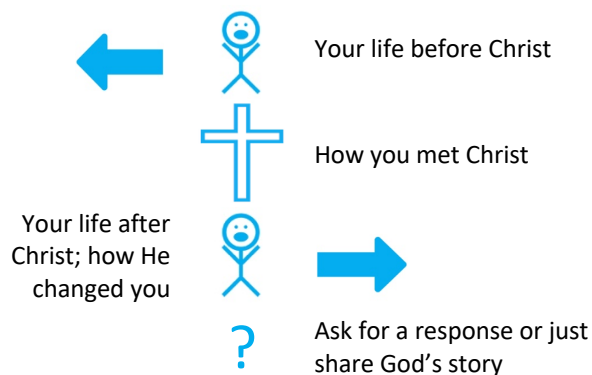 Your life before Christ
How you met Christ
Your life after
Christ; how He
changed you
?
Ask for a response or just
share God’s story